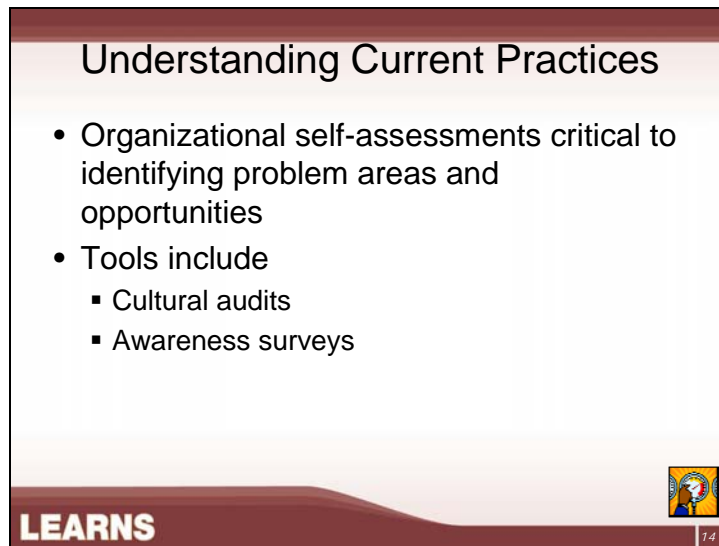 Understanding Current Practices
• Organizational self-assessments critical to
identifying problem areas and
opportunities
• Tools include
▪ Cultural audits
▪ Awareness surveys
LEARNS
14